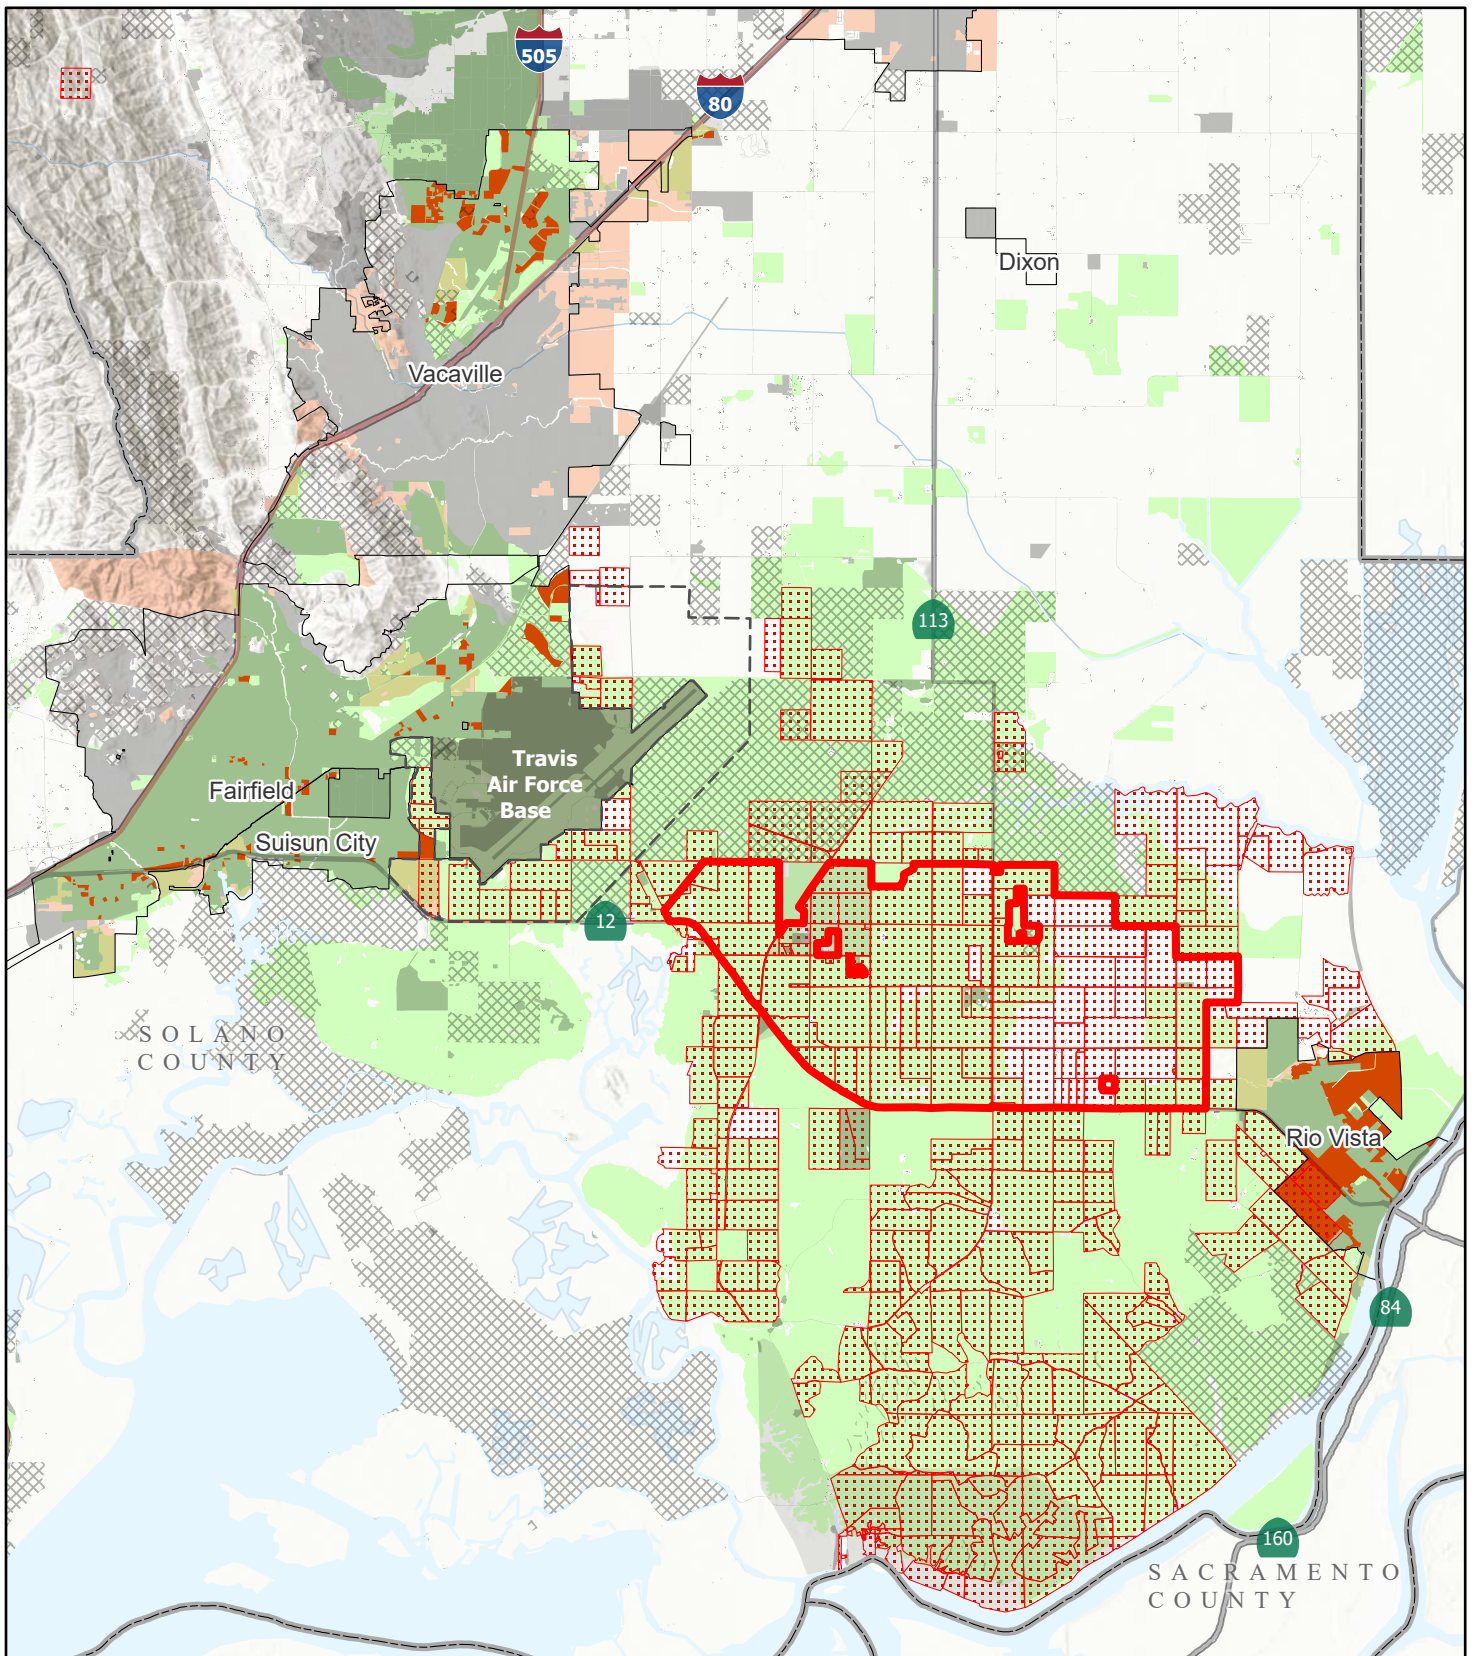 505
80
Dixon
Vacaville
113
Travis
Air Force
Base
Fairfield
Suisun City
12
SOLANO
COUNTY
Rio Vista
84
160
SACRAMENTO
COUNTY